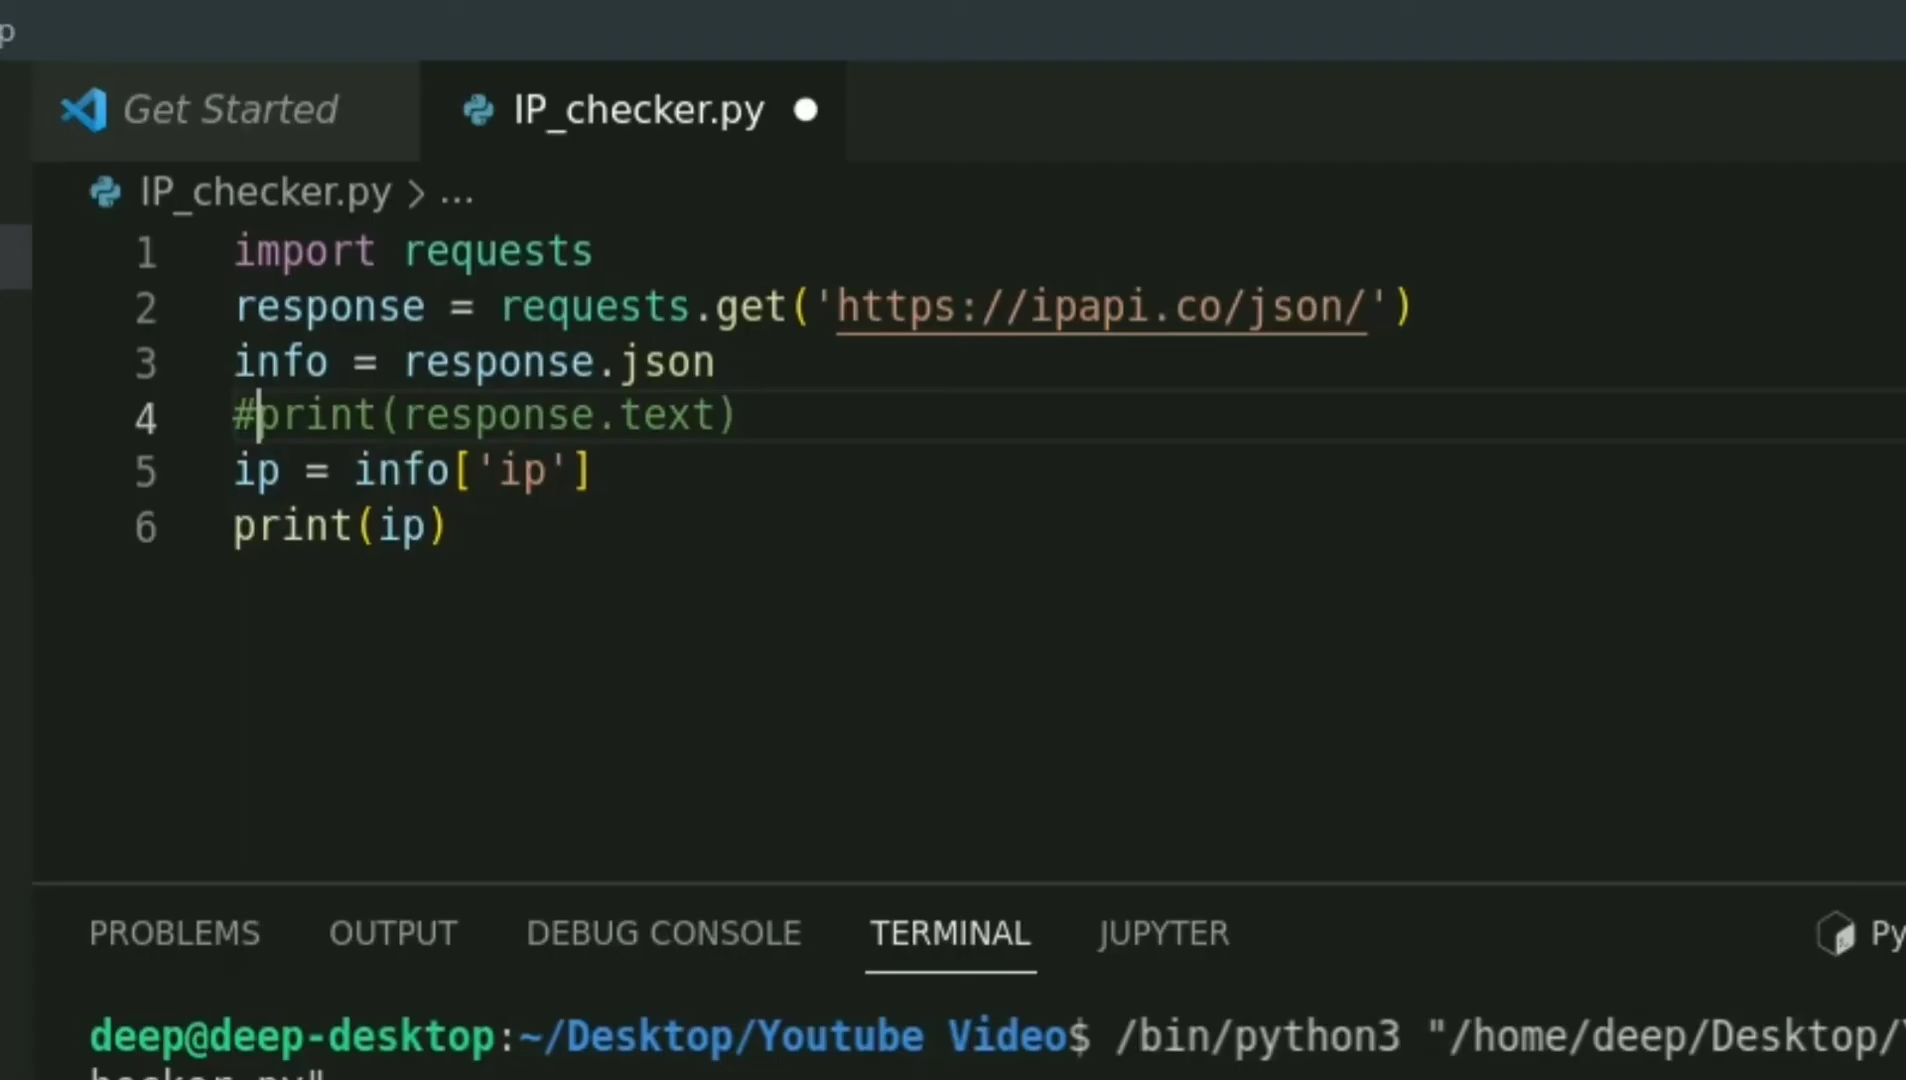 p
Get Started
IP_checker.py
IP_checker.py > ...
1 import requests
2 response = requests.get('https://ipapi.co/json/')
3 info = response.json
4 #print(response.text)
5 ip = info['ip']
6 print(ip)
PROBLEMS OUTPUT DEBUG CONSOLE TERMINAL JUPYTER Py
deep@deep-desktop:~/Desktop/Youtube Video$ /bin/python3 "/home/deep/Desktop/